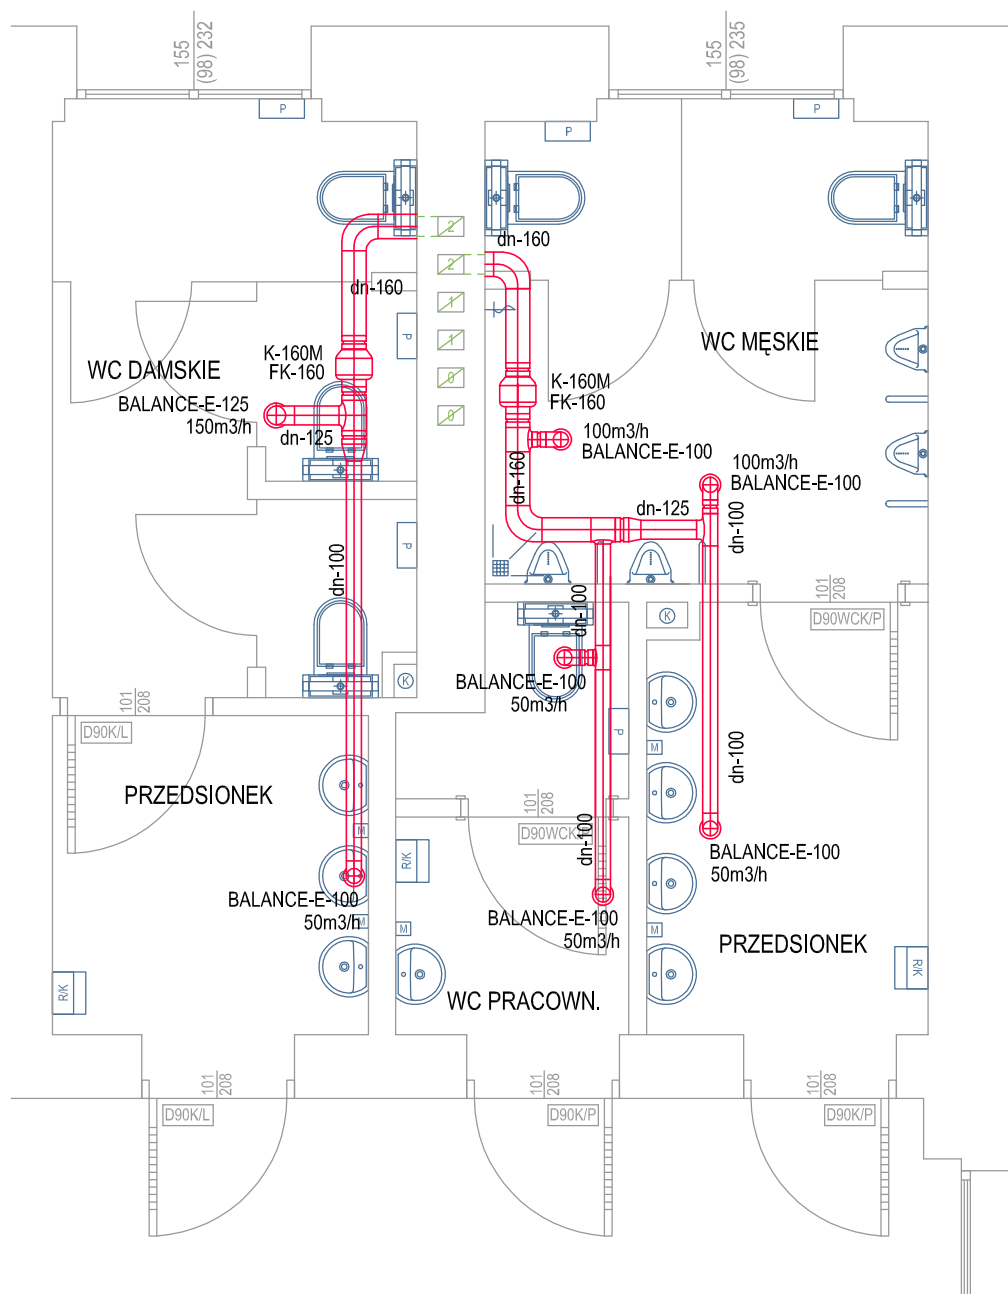 155
(98) 232
155
(98) 235
P
P
P
2
dn-160
2
dn-160
1
1
0
0
P
WC DAMSKIE
K-160M
FK-160
BALANCE-E-125
150m3/h
dn-125
WC MĘSKIE
K-160M
FK-160
100m3/h
BALANCE-E-100
dn-160
100m3/h
BALANCE-E-100
dn-125
dn-100
P
dn-100
dn-100
K
K
101
208
D90WCK/P
BALANCE-E-100
50m3/h
101
208
D90K/L
P
M
dn-100
PRZEDSIONEK
101
208
D90WCK/P
dn-100
M
R/K
BALANCE-E-100
50m3/h
BALANCE-E-100
50m3/h
M
M
M
BALANCE-E-100
50m3/h
PRZEDSIONEK
R/K
R/K
WC PRACOWN.
101
208
D90K/L
101
208
D90K/P
101
208
D90K/P